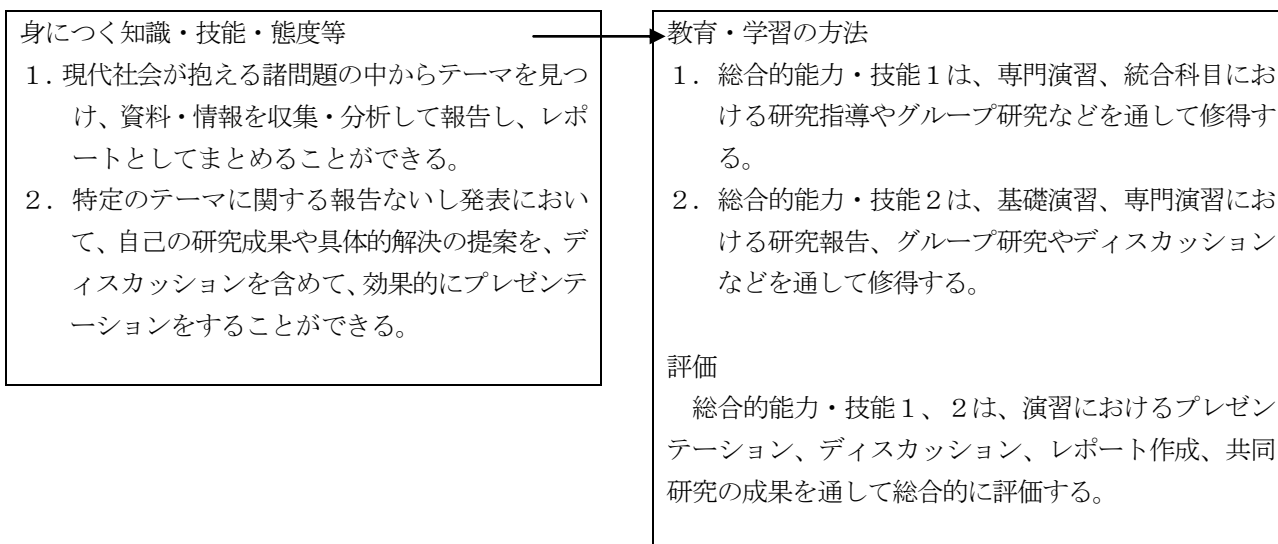 身につく知識・技能・態度等
1．現代社会が抱える諸問題の中からテーマを見つ
け、資料・情報を収集・分析して報告し、レポ
ートとしてまとめることができる。
2．特定のテーマに関する報告ないし発表におい
て、自己の研究成果や具体的解決の提案を、デ
ィスカッションを含めて、効果的にプレゼンテ
ーションをすることができる。
教育・学習の方法
1．総合的能力・技能1は、専門演習、統合科目にお
ける研究指導やグループ研究などを通して修得す
る。
2．総合的能力・技能2は、基礎演習、専門演習にお
ける研究報告、グループ研究やディスカッション
などを通して修得する。
評価
総合的能力・技能1、2は、演習におけるプレゼン
テーション、ディスカッション、レポート作成、共同
研究の成果を通して総合的に評価する。